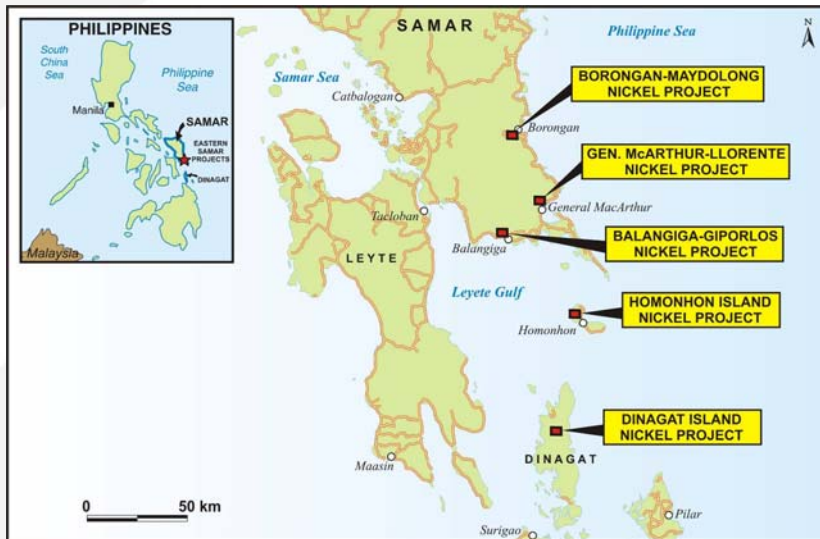 PHILIPPINES
South
China
Sea
Philippine
Sea
Manila
SAMAR
EASTERN
SAMAR
PROJECTS
DINAGAT
Malaysia
SAMAR
Philippine Sea
N
Samar Sea
Catbalogan
BORONGAN-MAYDOLONG
NICKEL PROJECT
Borongan
GEN. McARTHUR-LLORENTE
NICKEL PROJECT
General MacArthur
Tacloban
BALANGIGA-GIPORLOS
NICKEL PROJECT
Balangiga
LEYTE
Leyete Gulf
HOMONHON ISLAND
NICKEL PROJECT
Homonhon
DINAGAT ISLAND
NICKEL PROJECT
DINAGAT
Maasin
0 50 km
Pilar
Surigao